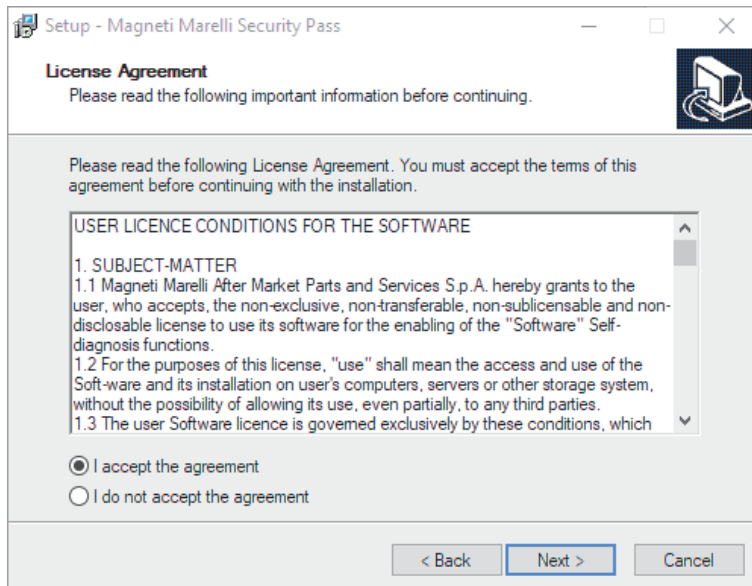 Setup - Magneti Marelli Security Pass
License Agreement
Please read the following important information before continuing.
Please read the following License Agreement. You must accept the terms of this
agreement before continuing with the installation.
USER LICENCE CONDITIONS FOR THE SOFTWARE
1. SUBJECT-MATTER
1.1 Magneti Marelli After Market Parts and Services S.p.A. hereby grants to the
user, who accepts, the non-exclusive, non-transferable, non-sublicensable and non-
disclosable license to use its software for the enabling of the "Software" Self-
diagnosis functions.
1.2 For the purposes of this license, "use" shall mean the access and use of the
Soft-ware and its installation on user's computers, servers or other storage system,
without the possibility of allowing its use, even partially, to any third parties.
1.3 The user Software licence is governed exclusively by these conditions, which
I accept the agreement
I do not accept the agreement
< Back Next > Cancel